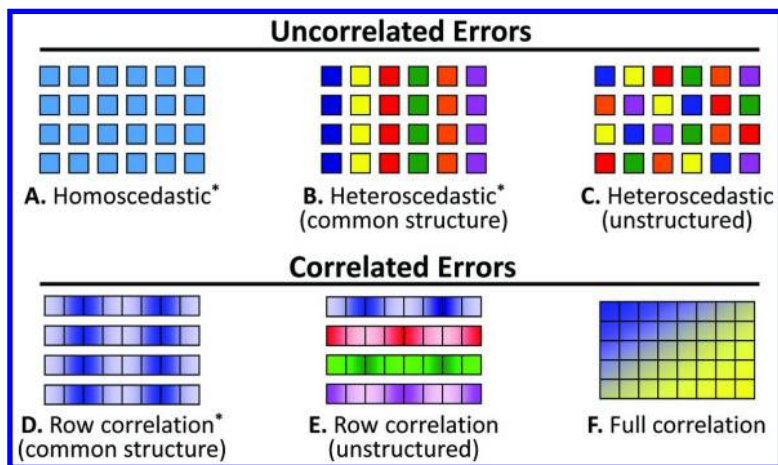 Uncorrelated Errors
A. Homoscedastic*
B. Heteroscedastic*
(common structure)
C. Heteroscedastic
(unstructured)
Correlated Errors
D. Row correlation*
(common structure)
E. Row correlation
(unstructured)
F. Full correlation